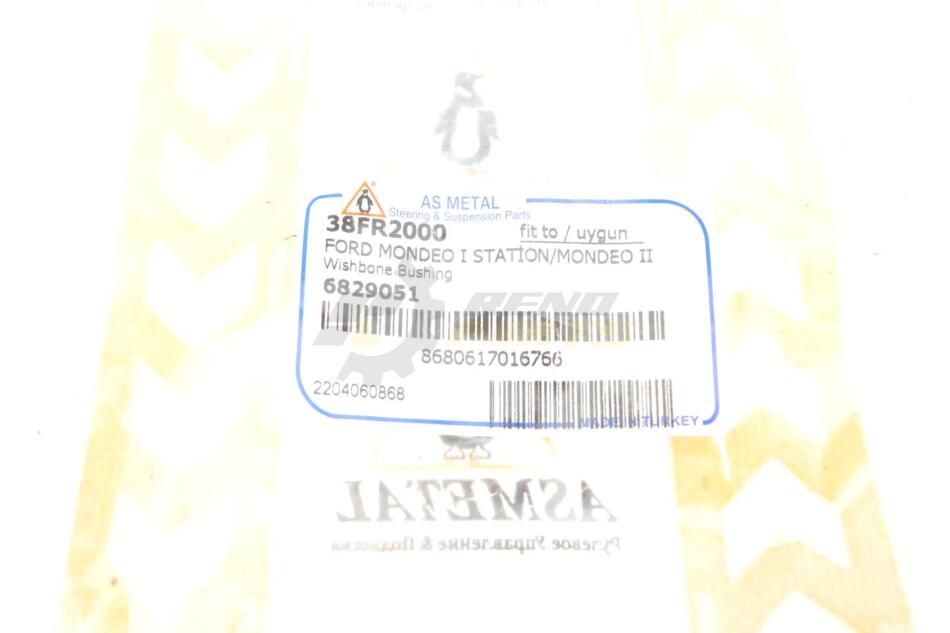 AS METAL
Steering & Suspension Parts
38FR2000 fit to / uygun
FORD MONDEO I STATION/MONDEO II
Wishbone Bushing
6829051
RENO
8680617016766
2204060868
MADE IN TURKEY
ASMETAL
Рулевое Управление & Подвеска